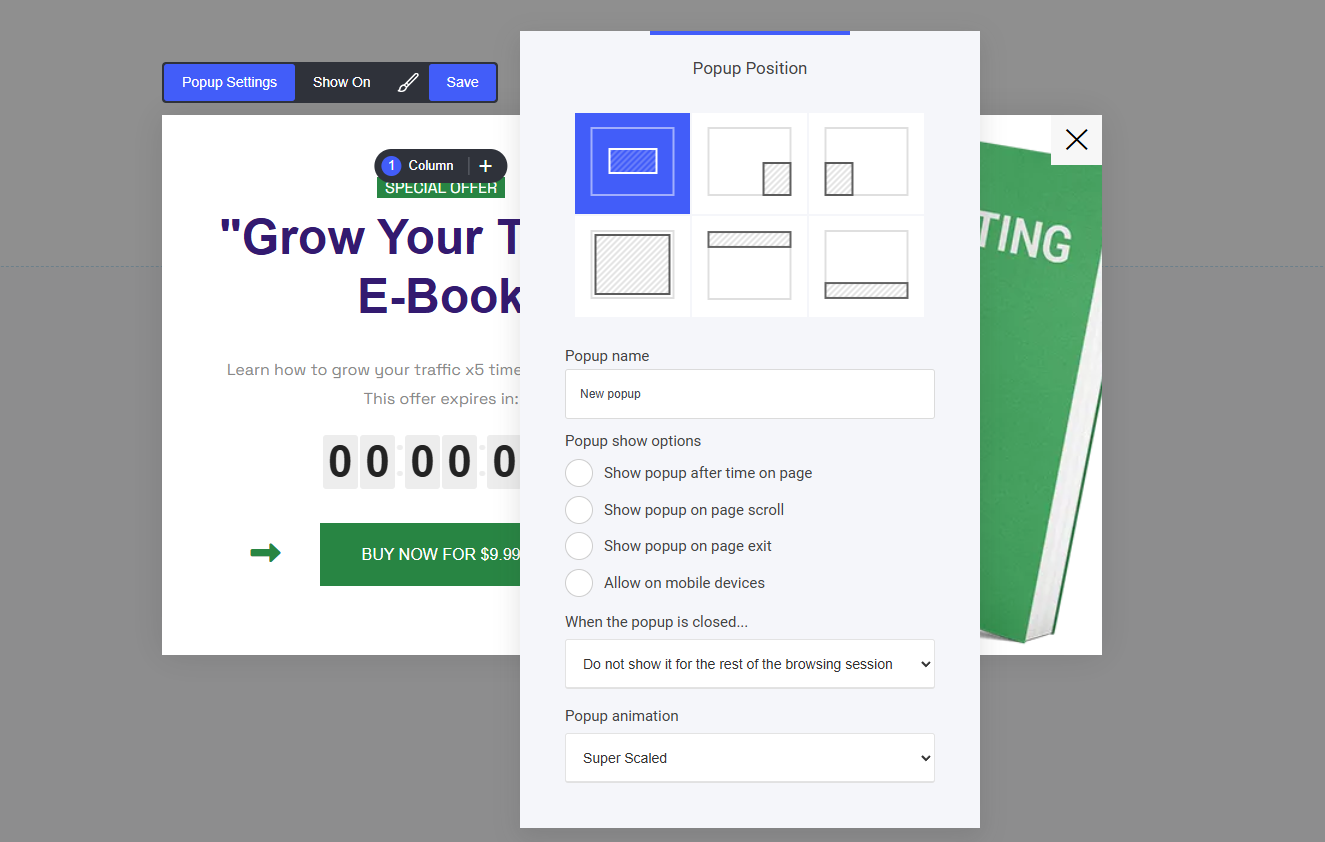 Popup Position
Popup Settings
Show On
Save
1 Column +
SPECIAL OFFER
"Grow Your T
E-Book
Learn how to grow your traffic x5 time
This offer expires in:
00:00:0
BUY NOW FOR $9.99
TING
Popup name
New popup
Popup show options
Show popup after time on page
Show popup on page scroll
Show popup on page exit
Allow on mobile devices
When the popup is closed...
Do not show it for the rest of the browsing session
Popup animation
Super Scaled